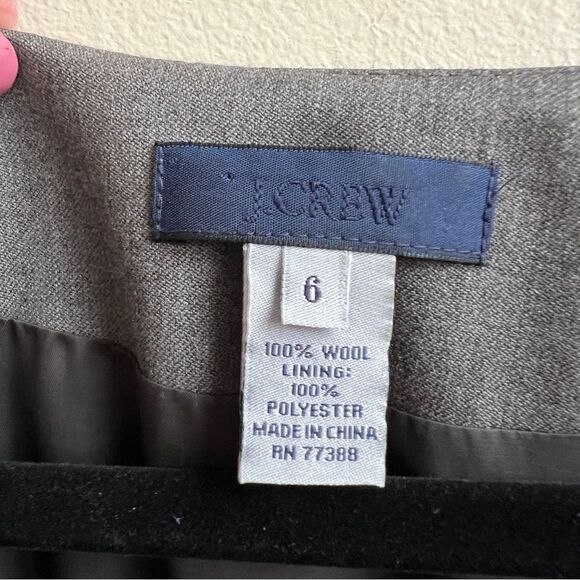 J.CREW
6
100% WOOL
LINING:
100%
POLYESTER
MADE IN CHINA
RN 77388